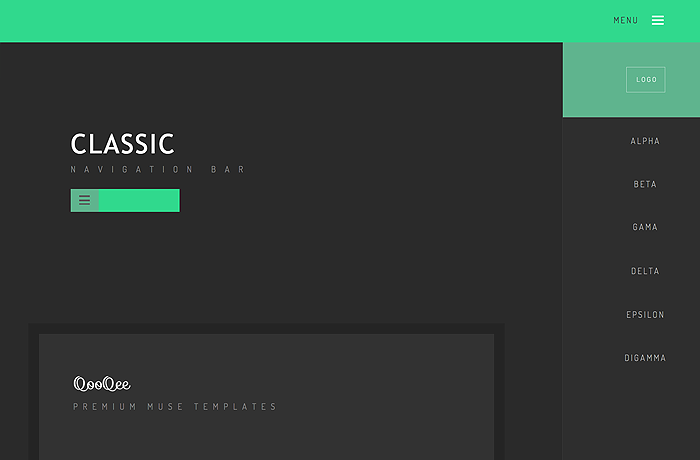 MENU
LOGO
CLASSIC
NAVIGATION BAR
ALPHA
BETA
GAMA
DELTA
EPSILON
DIGAMMA
QooQee
PREMIUM MUSE TEMPLATES